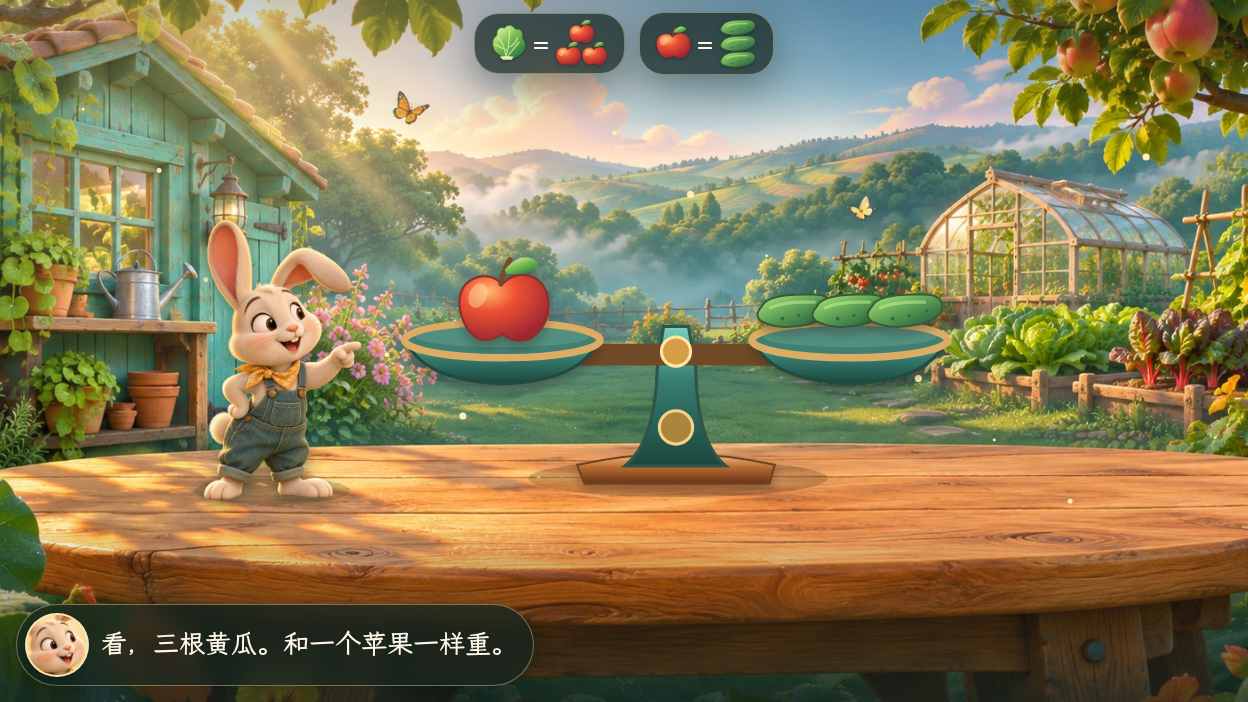 =
=
看，三根黄瓜。和一个苹果一样重。